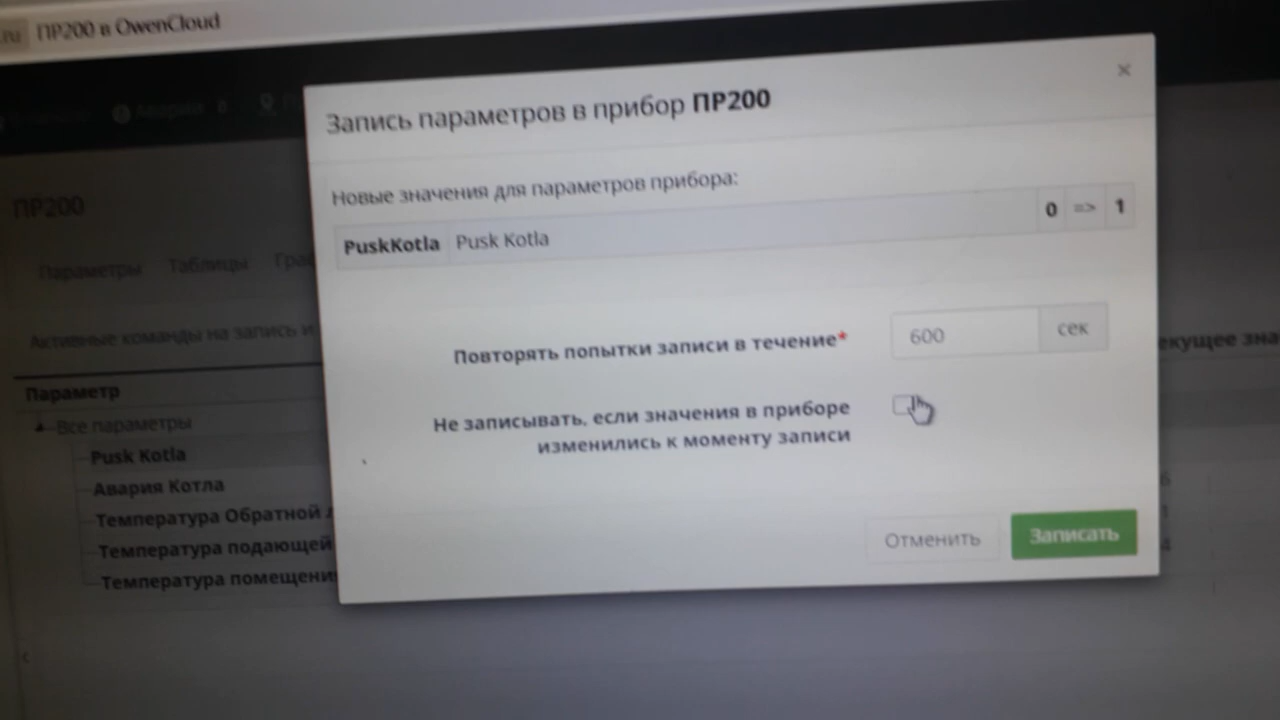 .ru ПР200 в OwenCloud
Запись параметров в прибор ПР200
×
Новые значения для параметров прибора:
PuskKotla Pusk Kotla 0 => 1
Повторять попытки записи в течение* 600 сек
Не записывать, если значения в приборе
изменились к моменту записи
Отменить Записать
ПР200
Параметры Таблицы Гра
Активные команды на запись и
Параметр екущее зна
Все параметры
Pusk Kotla
Авария Котла
Температура Обратной л
Температура подающей
Температура помещени